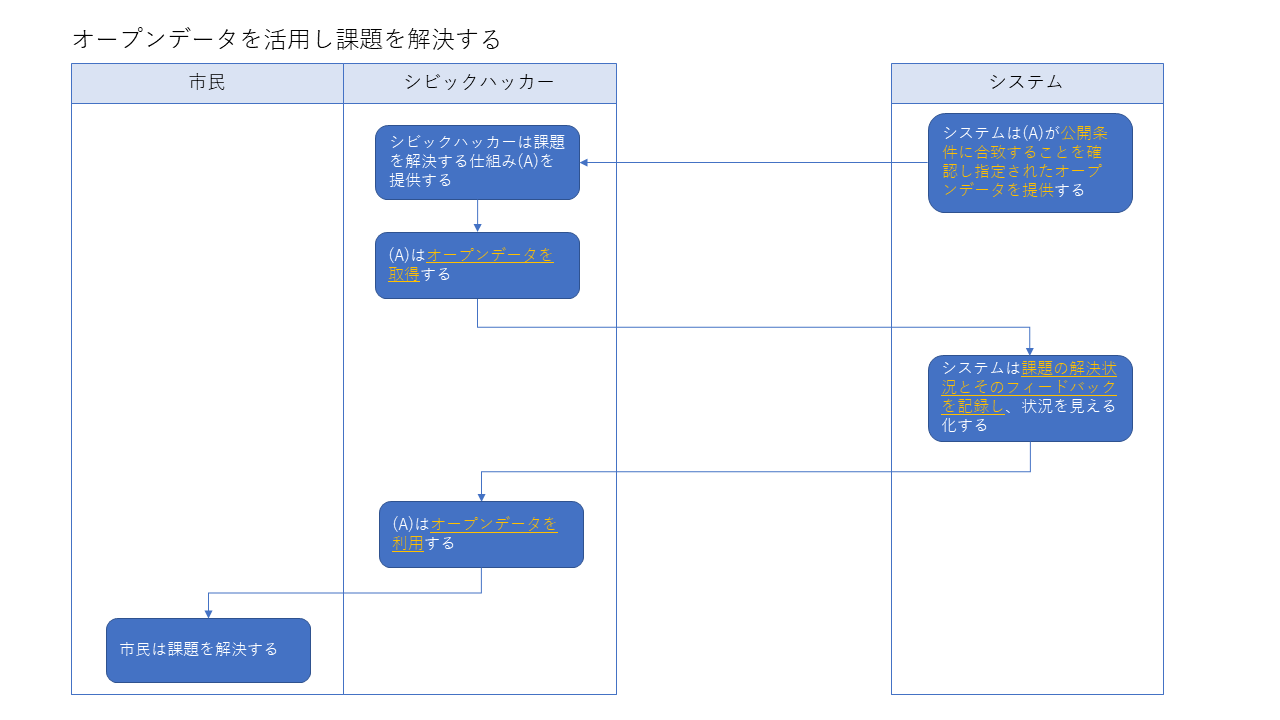 オープンデータを活用し課題を解決する
市民
シビックハッカー
システム
シビックハッカーは課題
を解決する仕組み(A)を
提供する
システムは(A)が公開条
件に合致することを確
認し指定されたオープ
ンデータを提供する
(A)はオープンデータを
取得する
システムは課題の解決状
況とそのフィードバック
を記録し、状況を見える
化する
(A)はオープンデータを
利用する
市民は課題を解決する